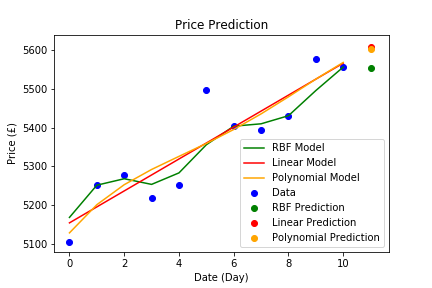 Price Prediction
Price (£)
5600
5500
5400
5300
5200
5100
RBF Model
Linear Model
Polynomial Model
Data
RBF Prediction
Linear Prediction
Polynomial Prediction
0 2 4 6 8 10
Date (Day)